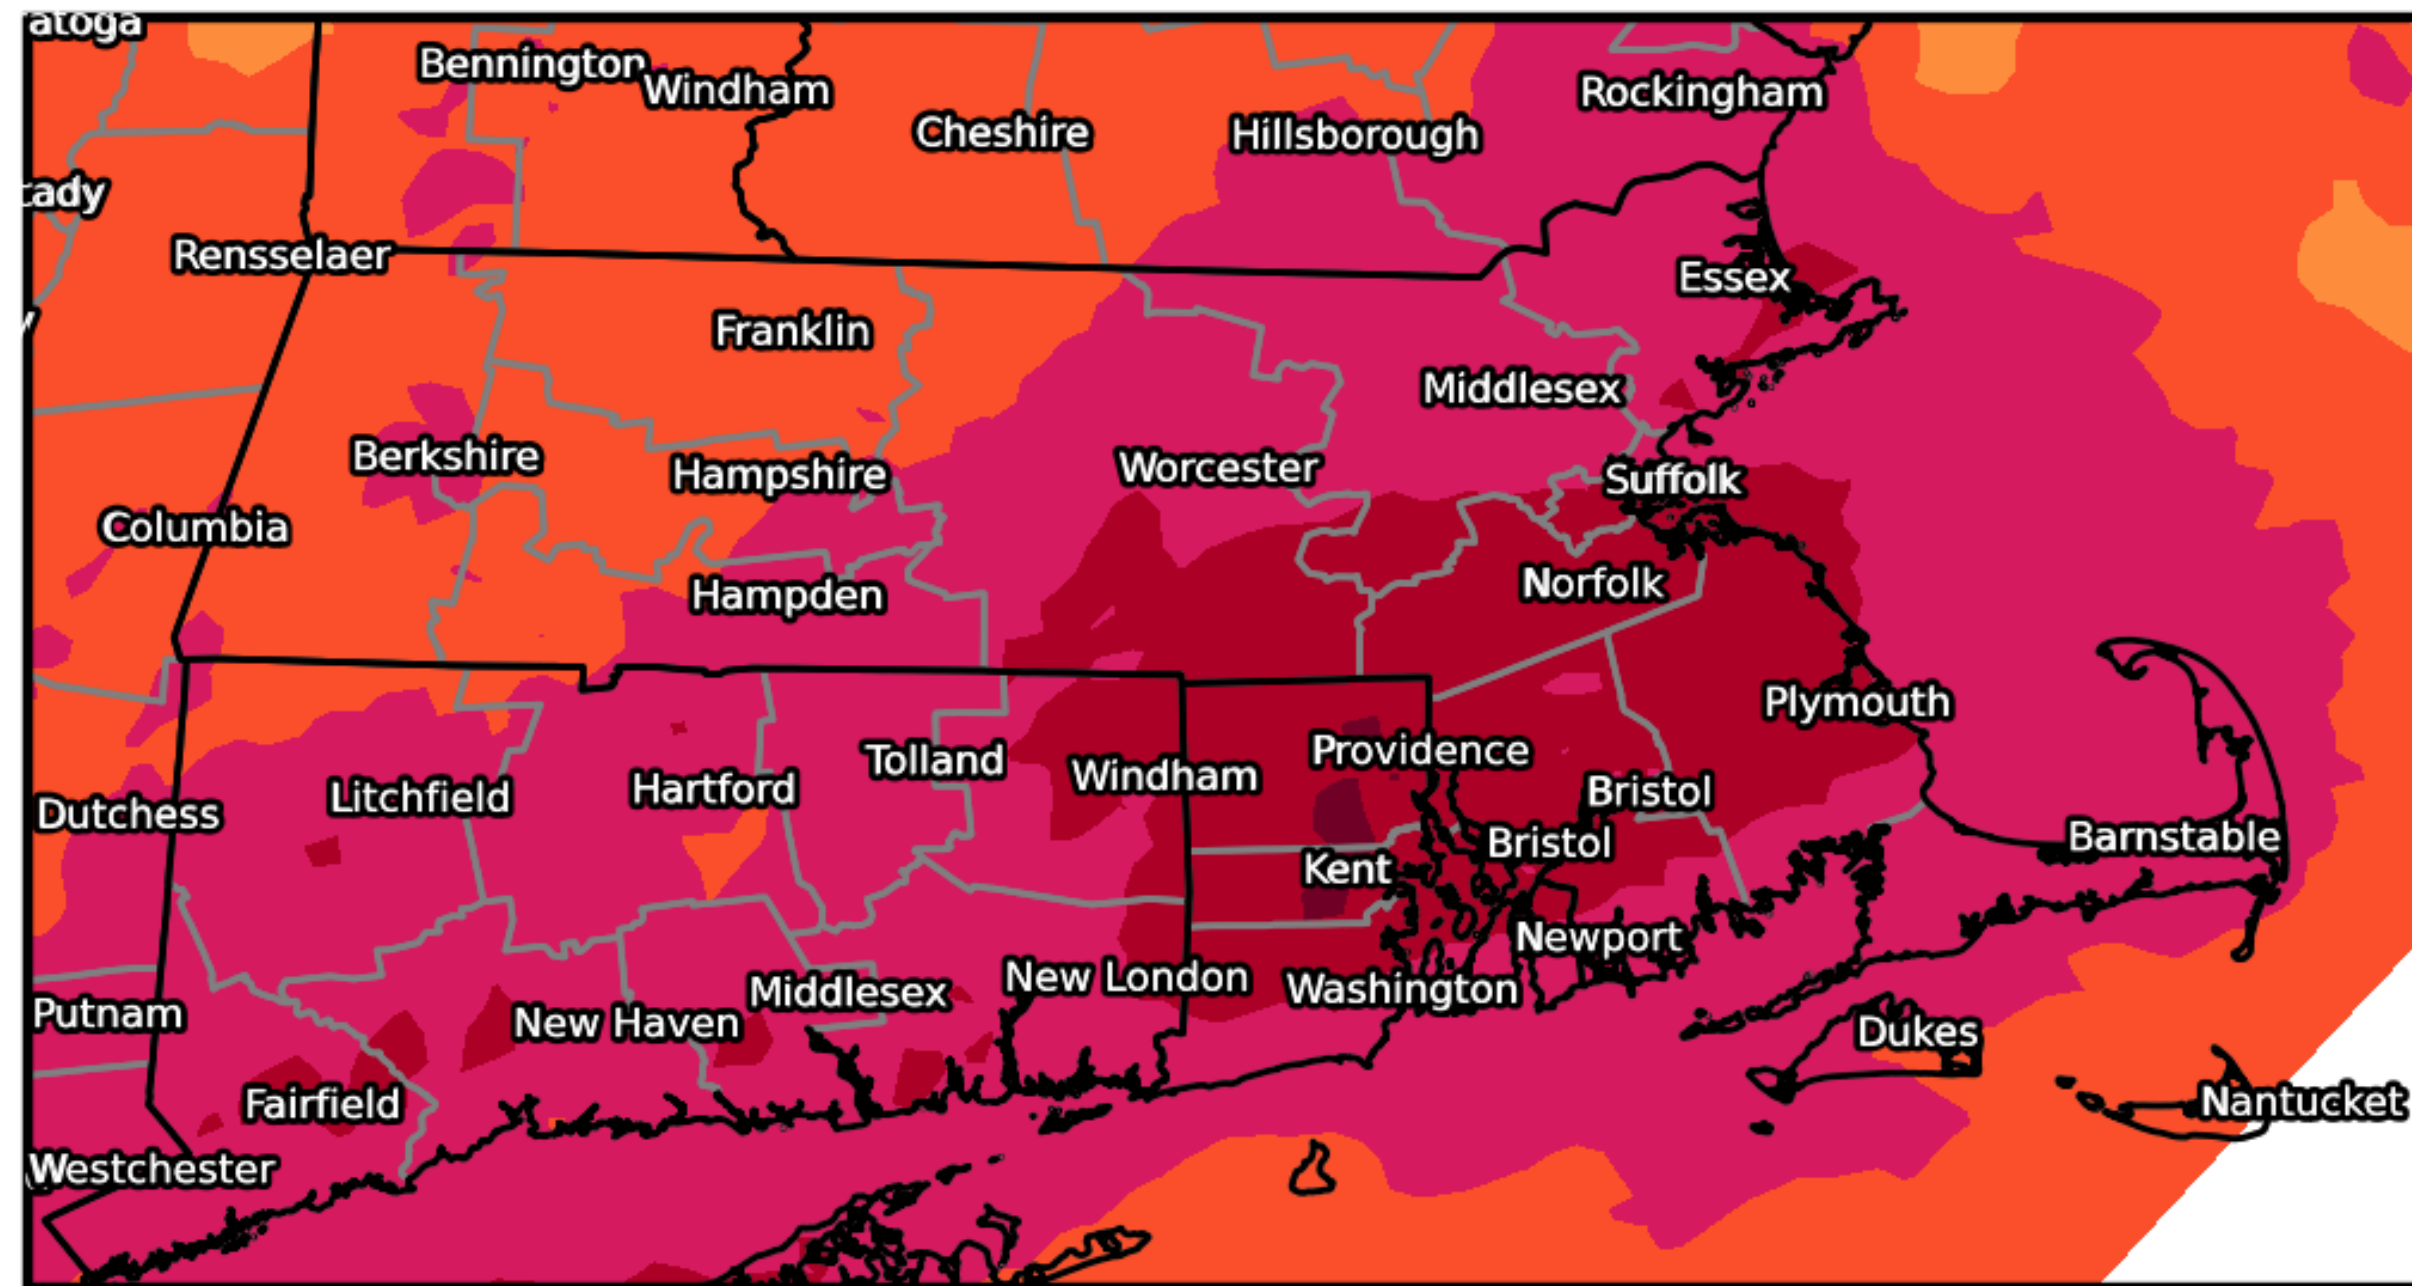 atoga
Bennington
Windham
Rockingham
Cheshire
Hillsborough
cady
Rensselaer
Essex
y
Franklin
Middlesex
Berkshire
Hampshire
Worcester
Suffolk
Columbia
Hampden
Norfolk
Plymouth
Providence
Tolland
Windham
Hartford
Litchfield
Bristol
Dutchess
Barnstable
Bristol
Kent
Newport
New London
Washington
Middlesex
Putnam
New Haven
Dukes
Fairfield
Nantucket
Westchester